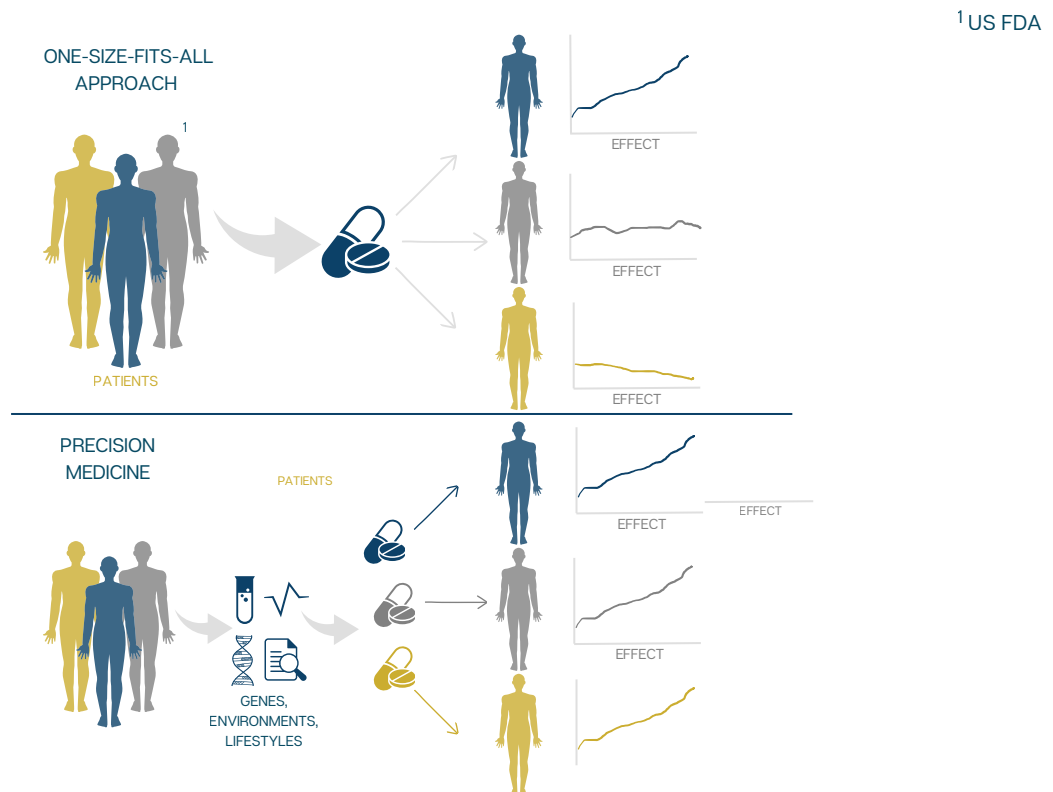 ¹ US FDA
ONE-SIZE-FITS-ALL
APPROACH
1
PATIENTS
EFFECT
EFFECT
EFFECT
PRECISION
MEDICINE
PATIENTS
EFFECT
EFFECT
EFFECT
GENES,
ENVIRONMENTS,
LIFESTYLES